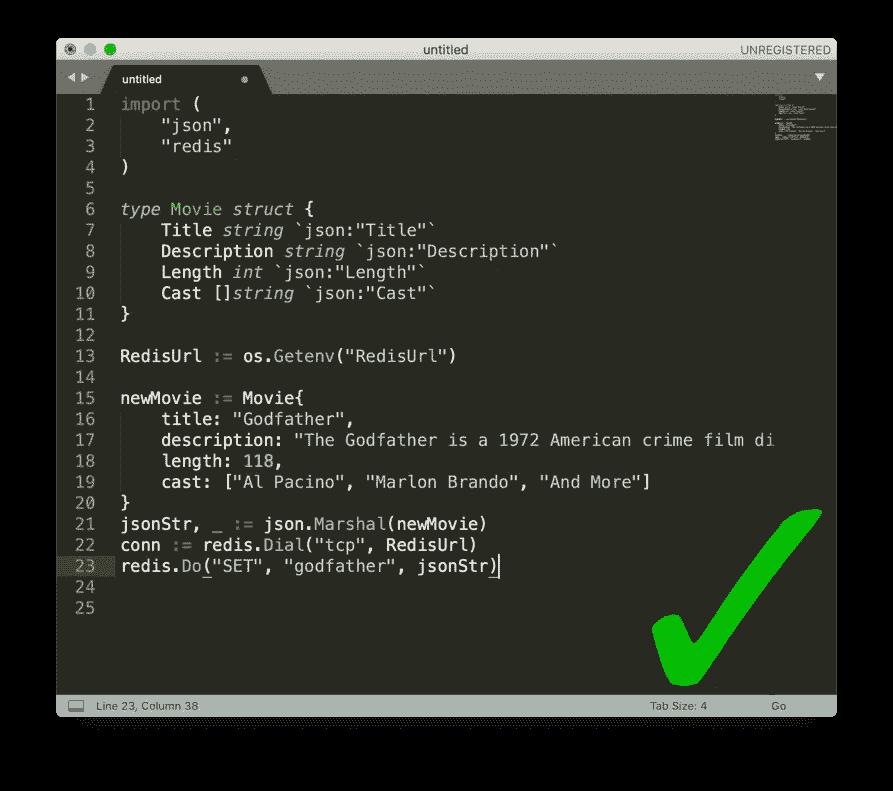 untitled
UNREGISTERED
untitled
1 import (
2     "json",
3     "redis"
4 )
5
6 type Movie struct {
7     Title string `json:"Title"`
8     Description string `json:"Description"`
9     Length int `json:"Length"`
10     Cast []string `json:"Cast"`
11 }
12
13 RedisUrl := os.Getenv("RedisUrl")
14
15 newMovie := Movie{
16     title: "Godfather",
17     description: "The Godfather is a 1972 American crime film di
18     length: 118,
19     cast: ["Al Pacino", "Marlon Brando", "And More"]
20 }
21 jsonStr, _ := json.Marshal(newMovie)
22 conn := redis.Dial("tcp", RedisUrl)
23 redis.Do("SET", "godfather", jsonStr)
24
25
Line 23, Column 38
Tab Size: 4
Go